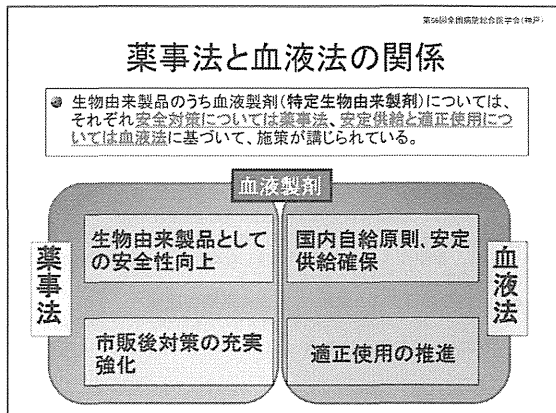 第56回全国病院総合医学会(神戸)
薬事法と血液法の関係
生物由来製品のうち血液製剤(特定生物由来製剤)については、
それぞれ安全対策については薬事法、安定供給と適正使用につ
いては血液法に基づいて、施策が講じられている。
血液製剤
薬事法
生物由来製品として
の安全性向上
市販後対策の充実
強化
国内自給原則、安定
供給確保
適正使用の推進
血液法